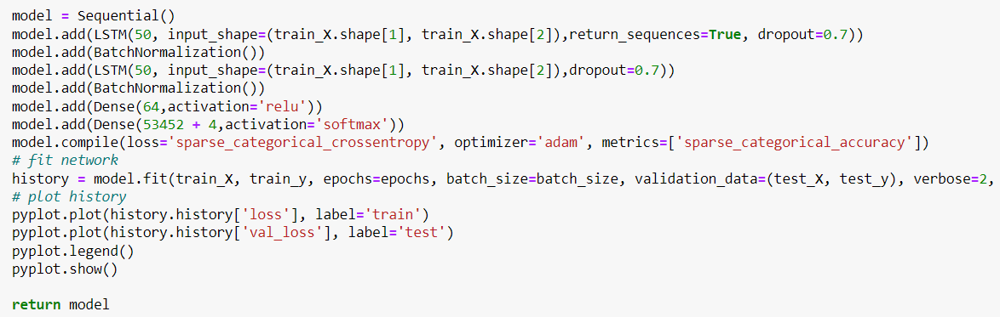 model = Sequential()
model.add(LSTM(50, input_shape=(train_X.shape[1], train_X.shape[2]),return_sequences=True, dropout=0.7))
model.add(BatchNormalization())
model.add(LSTM(50, input_shape=(train_X.shape[1], train_X.shape[2]),dropout=0.7))
model.add(BatchNormalization())
model.add(Dense(64,activation='relu'))
model.add(Dense(53452 + 4,activation='softmax'))
model.compile(loss='sparse_categorical_crossentropy', optimizer='adam', metrics=['sparse_categorical_accuracy'])
# fit network
history = model.fit(train_X, train_y, epochs=epochs, batch_size=batch_size, validation_data=(test_X, test_y), verbose=2,
# plot history
pyplot.plot(history.history['loss'], label='train')
pyplot.plot(history.history['val_loss'], label='test')
pyplot.legend()
pyplot.show()
return model